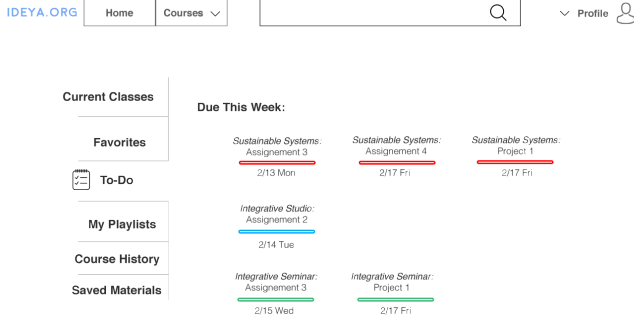 IDEYA.ORG
Home
Courses
Profile
Current Classes
Favorites
To-Do
My Playlists
Course History
Saved Materials
Due This Week:
Sustainable Systems:
Assignement 3
2/13 Mon
Sustainable Systems:
Assignement 4
2/17 Fri
Sustainable Systems:
Project 1
2/17 Fri
Integrative Studio:
Assignement 2
2/14 Tue
Integrative Seminar:
Assignement 3
2/15 Wed
Integrative Seminar:
Project 1
2/17 Fri